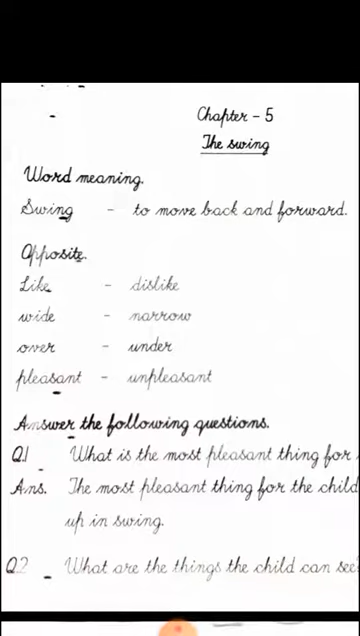 Chapter - 5
The swing
Word meaning.
Swing - to move back and forward.
Opposite.
Like - dislike
wide - narrow
over - under
pleasant - unpleasant
Answer the following questions.
Q.1 What is the most pleasant thing for
Ans. The most pleasant thing for the child
up in swing.
Q.2 What are the things the child can see